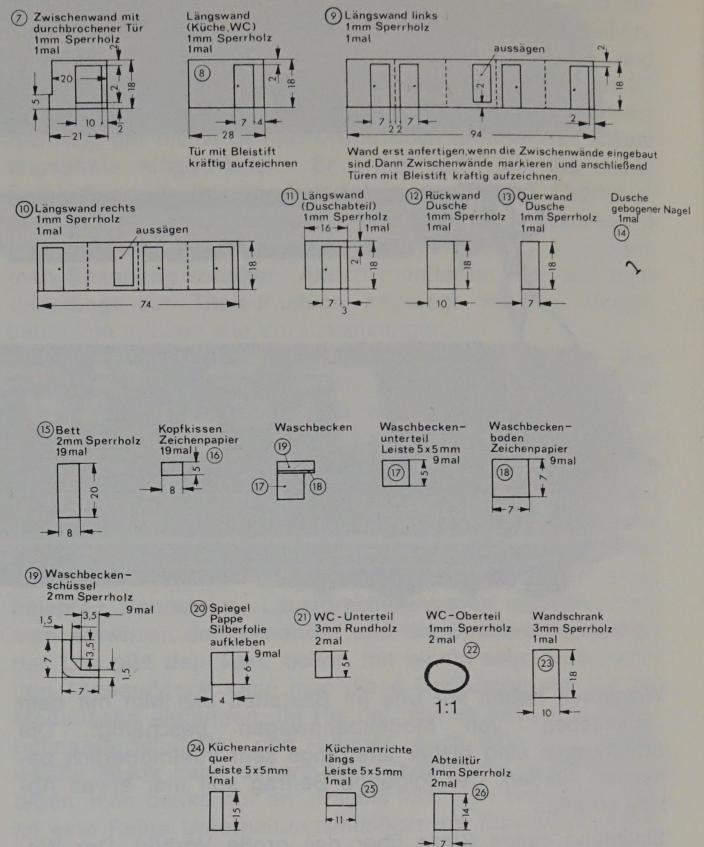 7 Zwischenwand mit
durchbrochener Tür
1mm Sperrholz
1mal
2
20
18
5
10
2
2
21
Längswand
(Küche,WC)
1mm Sperrholz
1mal
8
2
18
7
4
28
Tür mit Bleistift
kräftig aufzeichnen
9 Längswand links
1mm Sperrholz
1mal
aussägen
2
18
2
7
2 2
7
2
94
Wand erst anfertigen,wenn die Zwischenwände eingebaut
sind.Dann Zwischenwände markieren und anschließend
Türen mit Bleistift kräftig aufzeichnen.
10 Längswand rechts
1mm Sperrholz
1mal
aussägen
18
74
11 Längswand
(Duschabteil)
1mm Sperrholz
16
1mal
2
18
7
3
12 Rückwand
Dusche
1mm Sperrholz
1mal
18
10
13 Querwand
Dusche
1mm Sperrholz
1mal
18
7
Dusche
gebogener Nagel
1mal
14
15 Bett
2mm Sperrholz
19mal
20
8
Kopfkissen
Zeichenpapier
19mal
16
5
8
Waschbecken
19
17
18
Waschbecken-
unterteil
Leiste 5x5mm
9mal
17
5
Waschbecken-
boden
Zeichenpapier
9mal
18
7
7
19 Waschbecken-
schüssel
2mm Sperrholz
9mal
3,5
1,5
7
3,5
1,5
7
20 Spiegel
Pappe
Silberfolie
aufkleben
9mal
6
4
21 WC-Unterteil
3mm Rundholz
2mal
5
WC-Oberteil
1mm Sperrholz
2mal
22
1:1
Wandschrank
3mm Sperrholz
1mal
23
18
10
24 Küchenanrichte
quer
Leiste 5x5mm
1mal
15
Küchenanrichte
längs
Leiste 5x5mm
1mal
25
11
Abteiltür
1mm Sperrholz
2mal
26
14
7